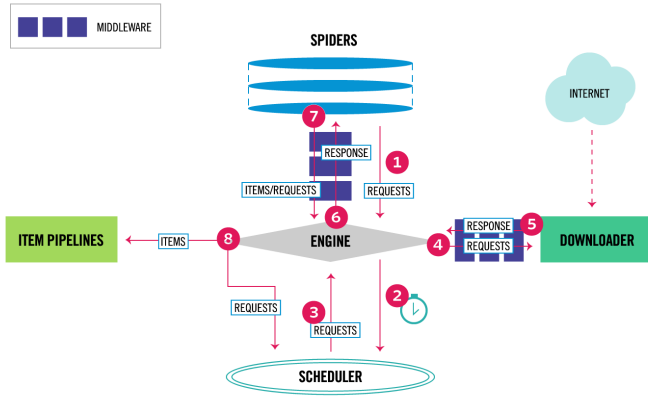 MIDDLEWARE
SPIDERS
INTERNET
7
RESPONSE
1
ITEMS/REQUESTS
REQUESTS
6
5
RESPONSE
ITEM PIPELINES
ITEMS
8
ENGINE
4
REQUESTS
DOWNLOADER
2
REQUESTS
3
REQUESTS
SCHEDULER